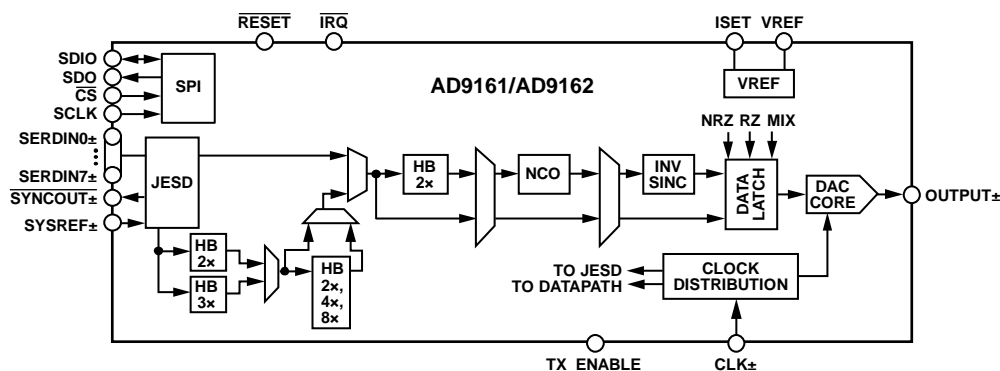 RESET IRQ ISET VREF
SDIO
SDO
CS
SCLK
SPI
AD9161/AD9162
VREF
NRZ RZ MIX
SERDIN0±
SERDIN7±
SYNCOUT±
SYSREF±
JESD
HB
2×
NCO
INV
SINC
DATA
LATCH
DAC
CORE
OUTPUT±
HB
2×
HB
3×
HB
2×,
4×,
8×
TO JESD
TO DATAPATH
CLOCK
DISTRIBUTION
TX ENABLE
CLK±